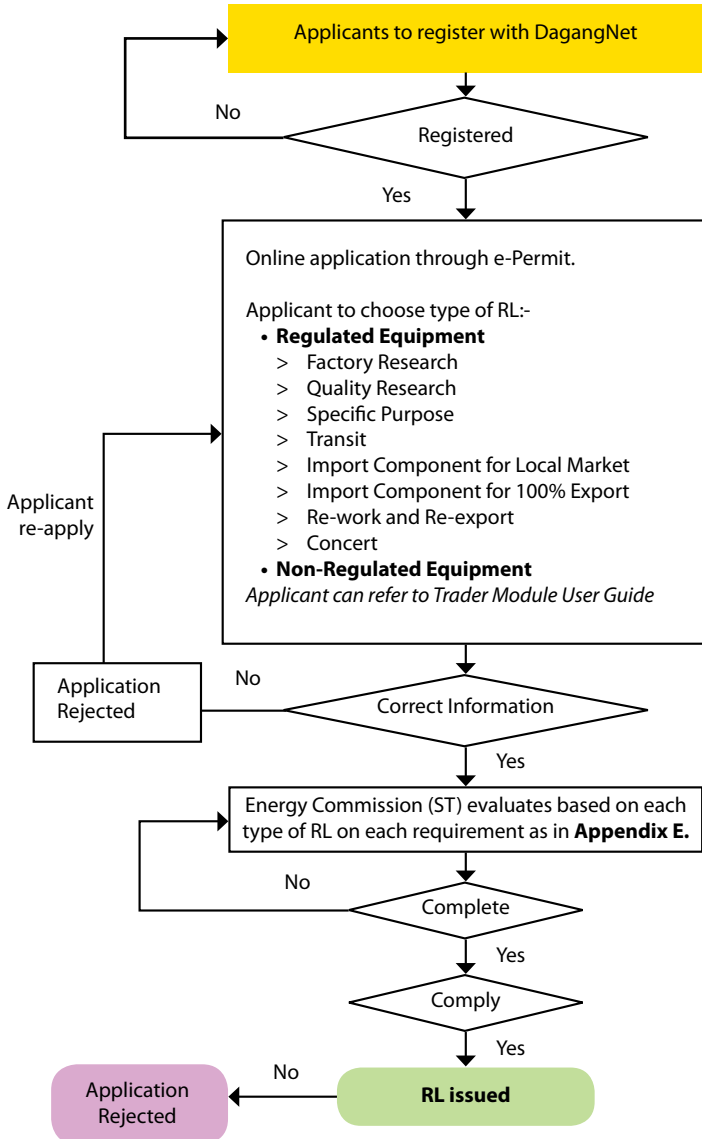 Applicants to register with DagangNet
No
Registered
Yes
Online application through e-Permit.
Applicant to choose type of RL:-
• Regulated Equipment
> Factory Research
> Quality Research
> Specific Purpose
> Transit
> Import Component for Local Market
> Import Component for 100% Export
> Re-work and Re-export
> Concert
• Non-Regulated Equipment
Applicant can refer to Trader Module User Guide
Applicant
re-apply
Application
Rejected
No
Correct Information
Yes
Energy Commission (ST) evaluates based on each
type of RL on each requirement as in Appendix E.
No
Complete
Yes
Comply
Yes
Application
Rejected
No
RL issued